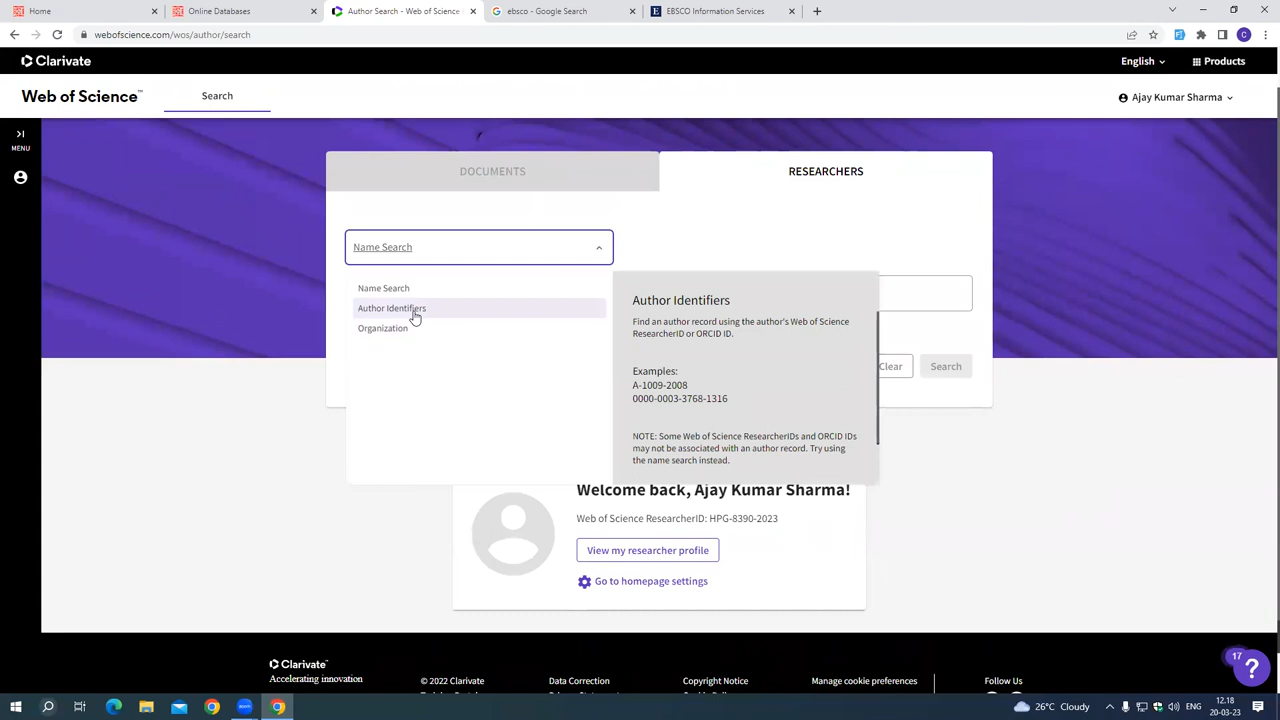 Home
Online Databases
Author Search - Web of Science
ebsco - Google Search
EBSCO Information Services
webofscience.com/wos/author/search
C
Clarivate
English
Products
Web of Science™
Search
Ajay Kumar Sharma
MENU
DOCUMENTS
RESEARCHERS
Name Search
Name Search
Author Identifiers
Organization
Author Identifiers
Find an author record using the author's Web of Science
ResearcherID or ORCID ID.
Examples:
A-1009-2008
0000-0003-3768-1316
NOTE: Some Web of Science ResearcherIDs and ORCID IDs
may not be associated with an author record. Try using
the name search instead.
Clear
Search
Welcome back, Ajay Kumar Sharma!
Web of Science ResearcherID: HPG-8390-2023
View my researcher profile
Go to homepage settings
Clarivate™
Accelerating innovation
© 2022 Clarivate
Data Correction
Copyright Notice
Manage cookie preferences
Follow Us
17
?
zoom
26°C Cloudy
ENG
12.18
20-03-23